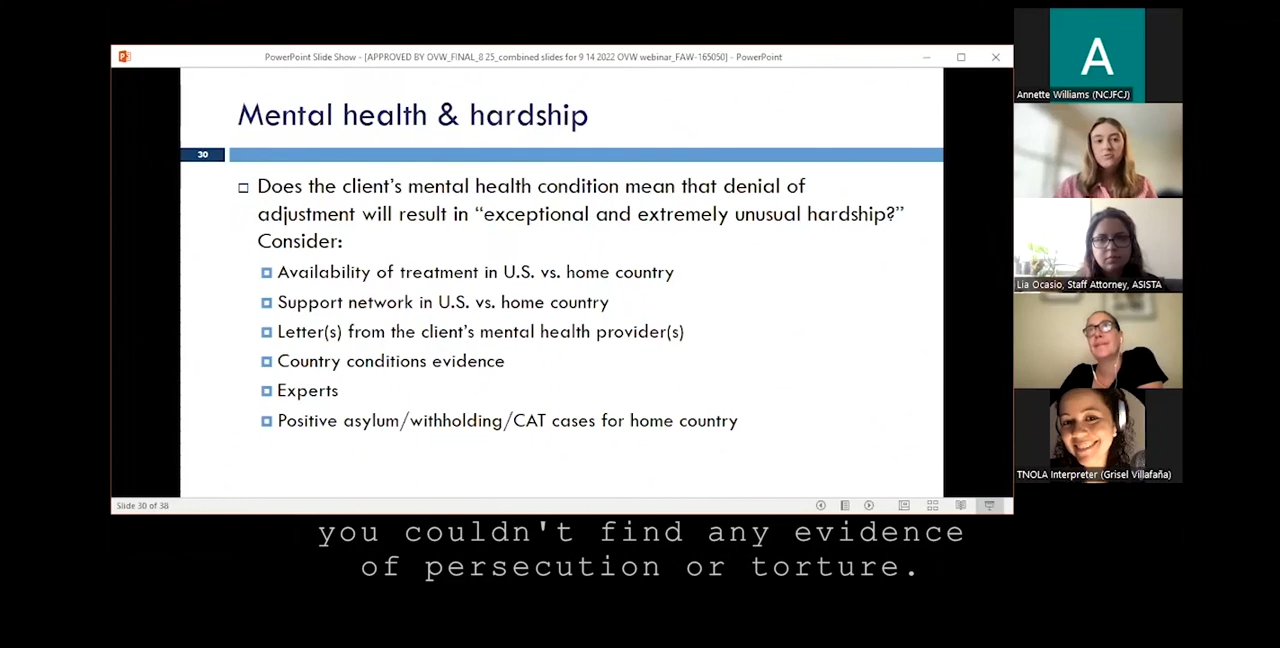 PowerPoint Slide Show - [APPROVED BY OVW_FINAL_8 25_combined slides for 9 14 2022 OVW webinar_FAW-165050] - PowerPoint
Mental health & hardship
30
Does the client's mental health condition mean that denial of
adjustment will result in “exceptional and extremely unusual hardship?”
Consider:
Availability of treatment in U.S. vs. home country
Support network in U.S. vs. home country
Letter(s) from the client's mental health provider(s)
Country conditions evidence
Experts
Positive asylum/withholding/CAT cases for home country
Slide 30 of 38
A
Annette Williams (NCJFCJ)
Lia Ocasio, Staff Attorney, ASISTA
TNOLA Interpreter (Grisel Villafaña)
you couldn't find any evidence
of persecution or torture.